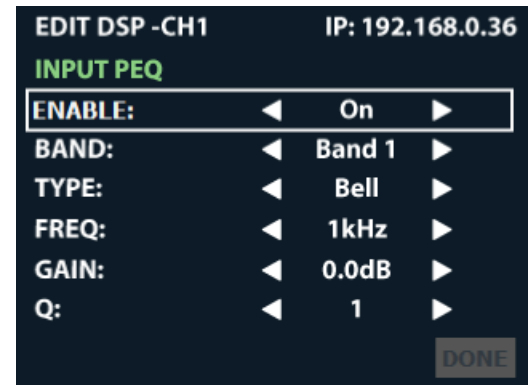 EDIT DSP -CH1 IP: 192.168.0.36
INPUT PEQ
ENABLE: ◀ On ▶
BAND: ◀ Band 1 ▶
TYPE: ◀ Bell ▶
FREQ: ◀ 1kHz ▶
GAIN: ◀ 0.0dB ▶
Q: ◀ 1 ▶
DONE